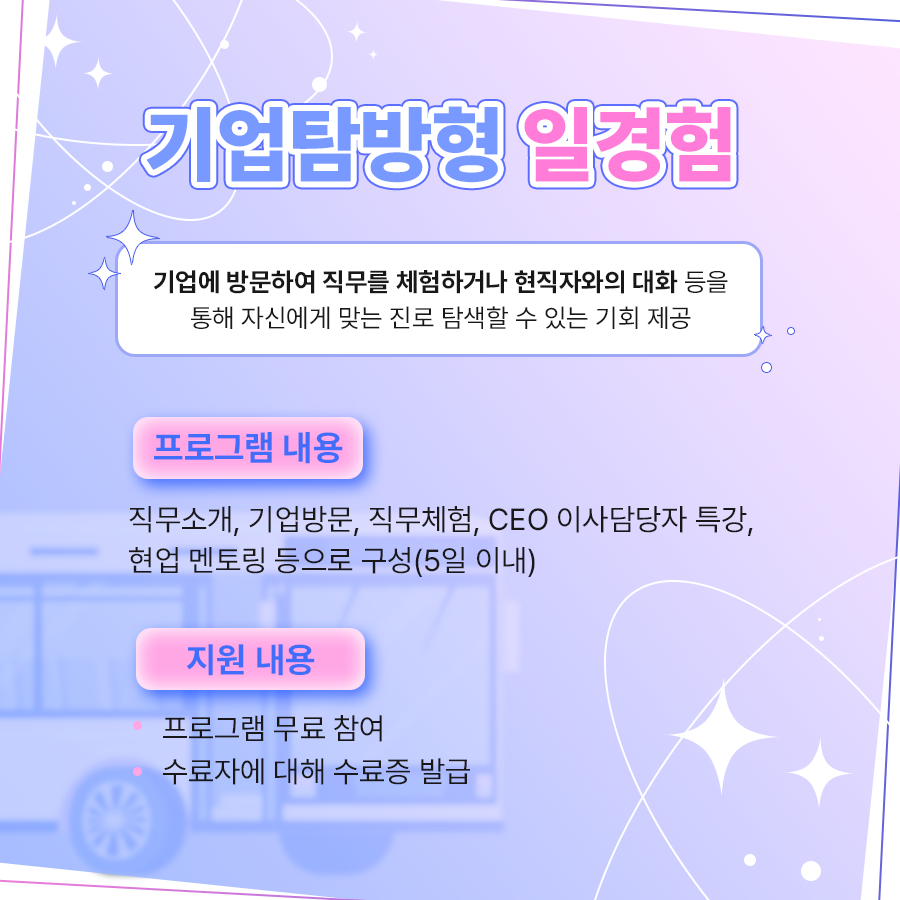 기업탐방형 일경험
기업에 방문하여 직무를 체험하거나 현직자와의 대화 등을
통해 자신에게 맞는 진로 탐색할 수 있는 기회 제공
프로그램 내용
직무소개, 기업방문, 직무체험, CEO 이사담당자 특강,
현업 멘토링 등으로 구성(5일 이내)
지원 내용
• 프로그램 무료 참여
• 수료자에 대해 수료증 발급